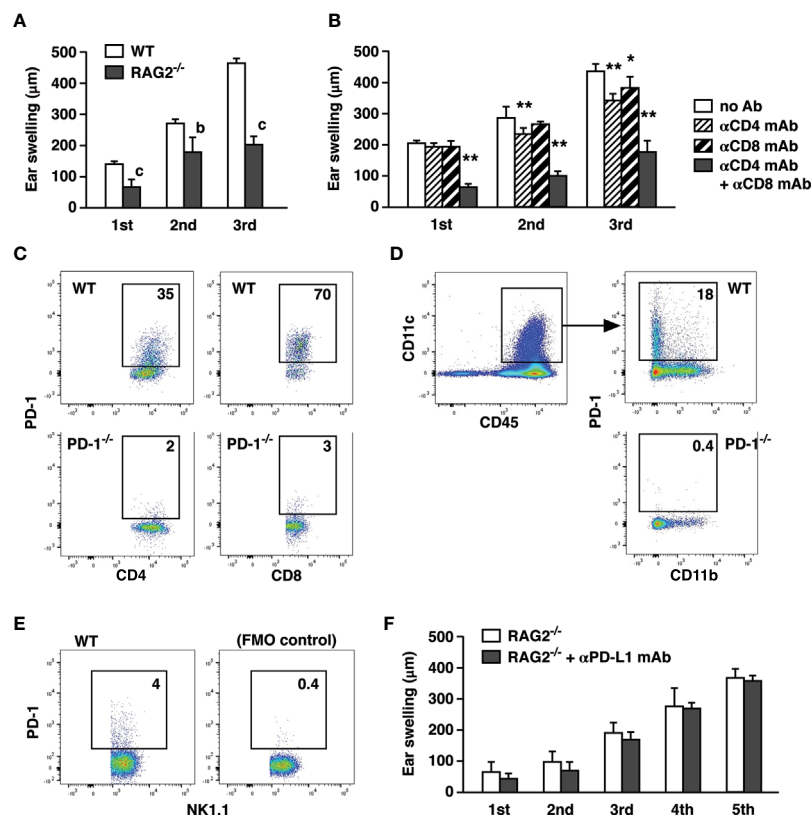 A
WT
RAG2-/-
Ear swelling (µm)
500
400
300
200
100
0
c
b
c
1st 2nd 3rd
B
no Ab
αCD4 mAb
αCD8 mAb
αCD4 mAb
+ αCD8 mAb
Ear swelling (µm)
500
400
300
200
100
0
**
** **
** * **
1st 2nd 3rd
C
WT 35
WT 70
PD-1
PD-1-/- 2
PD-1-/- 3
CD4 CD8
D
CD11c
CD45
18 WT
PD-1
0.4 PD-1-/-
CD11b
E
WT (FMO control)
4 0.4
PD-1
NK1.1
F
RAG2-/-
RAG2-/- + αPD-L1 mAb
Ear swelling (µm)
500
400
300
200
100
0
1st 2nd 3rd 4th 5th